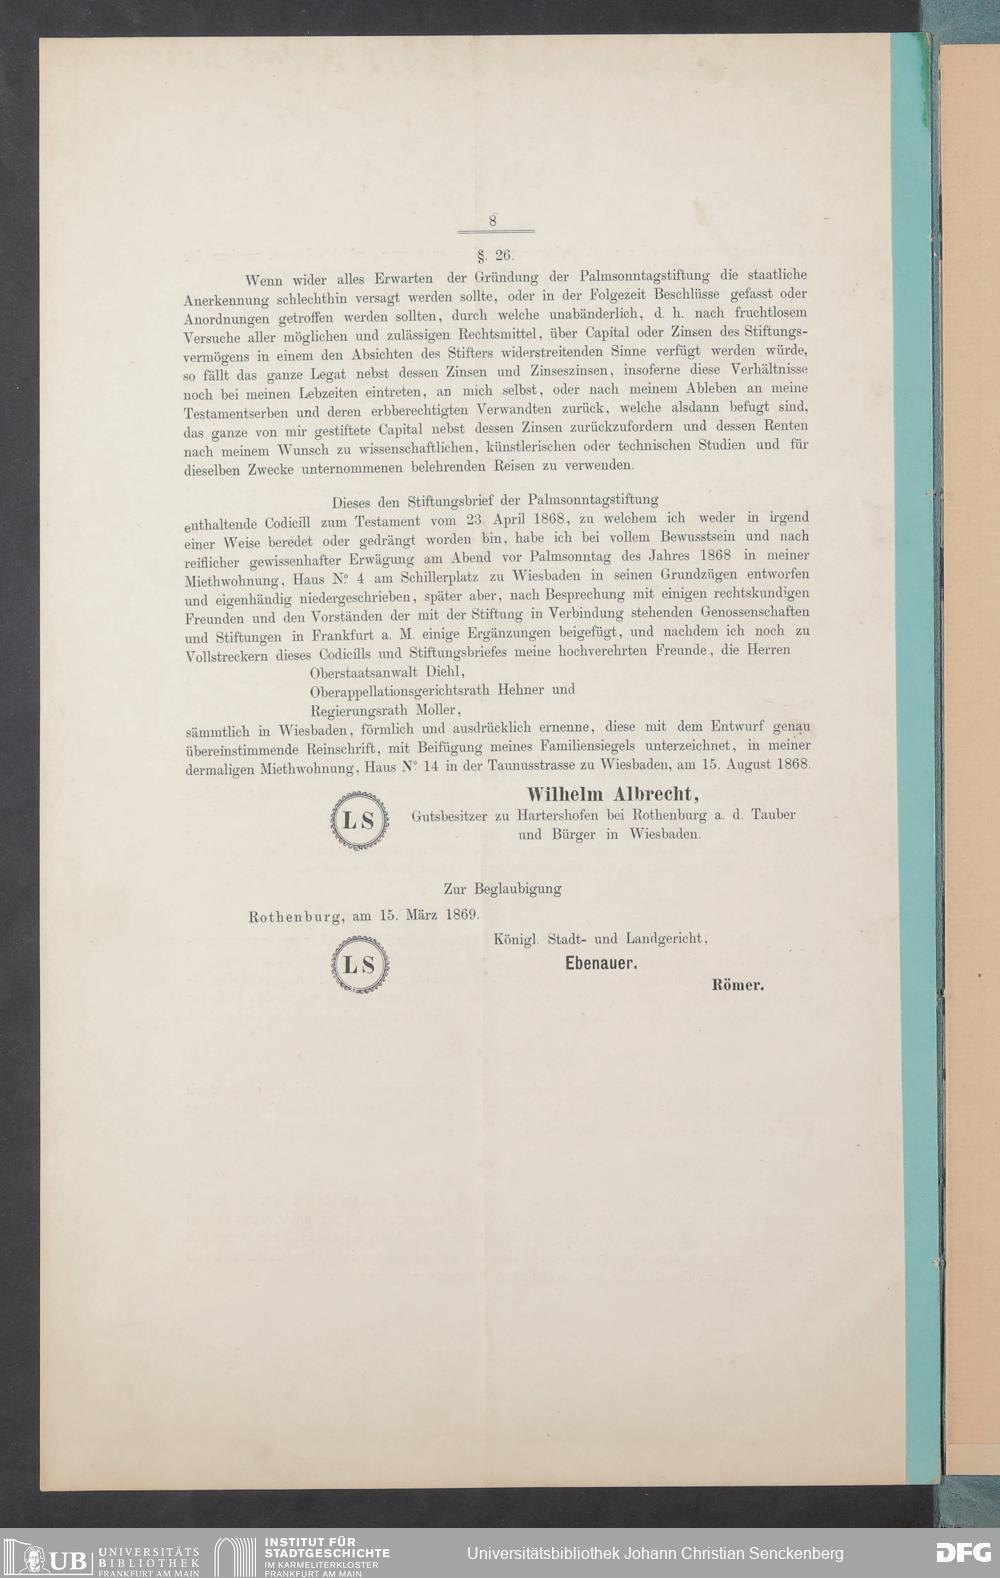 8
§. 26.
Wenn wider alles Erwarten der Gründung der Palmsonntagstiftung die staatliche
Anerkennung schlechthin versagt werden sollte, oder in der Folgezeit Beschlüsse gefasst oder
Anordnungen getroffen werden sollten, durch welche unabänderlich, d. h. nach fruchtlosem
Versuche aller möglichen und zulässigen Rechtsmittel, über Capital oder Zinsen des Stiftungs-
vermögens in einem den Absichten des Stifters widerstreitenden Sinne verfügt werden würde,
so fällt das ganze Legat nebst dessen Zinsen und Zinseszinsen, insoferne diese Verhältnisse
noch bei meinen Lebzeiten eintreten, an mich selbst, oder nach meinem Ableben an meine
Testamentserben und deren erbberechtigten Verwandten zurück, welche alsdann befugt sind,
das ganze von mir gestiftete Capital nebst dessen Zinsen zurückzufordern und dessen Renten
nach meinem Wunsch zu wissenschaftlichen, künstlerischen oder technischen Studien und für
dieselben Zwecke unternommenen belehrenden Reisen zu verwenden.
Dieses den Stiftungsbrief der Palmsonntagstiftung
enthaltende Codicill zum Testament vom 23. April 1868, zu welchem ich weder in irgend
einer Weise beredet oder gedrängt worden bin, habe ich bei vollem Bewusstsein und nach
reiflicher gewissenhafter Erwägung am Abend vor Palmsonntag des Jahres 1868 in meiner
Miethwohnung, Haus No. 4 am Schillerplatz zu Wiesbaden in seinen Grundzügen entworfen
und eigenhändig niedergeschrieben, später aber, nach Besprechung mit einigen rechtskundigen
Freunden und den Vorständen der mit der Stiftung in Verbindung stehenden Genossenschaften
und Stiftungen in Frankfurt a. M. einige Ergänzungen beigefügt, und nachdem ich noch zu
Vollstreckern dieses Codicills und Stiftungsbriefes meine hochverehrten Freunde, die Herren
Oberstaatsanwalt Diehl,
Oberappellationsgerichtsrath Hehner und
Regierungsrath Moller,
sämmtlich in Wiesbaden, förmlich und ausdrücklich ernenne, diese mit dem Entwurf genau
übereinstimmende Reinschrift, mit Beifügung meines Familiensiegels unterzeichnet, in meiner
dermaligen Miethwohnung, Haus No 14 in der Taunusstrasse zu Wiesbaden, am 15. August 1868.
Wilhelm Albrecht,
LS
Gutsbesitzer zu Hartershofen bei Rothenburg a. d. Tauber
und Bürger in Wiesbaden.
Zur Beglaubigung
Rothenburg, am 15. März 1869.
Königl. Stadt- und Landgericht,
LS
Ebenauer.
Römer.
UB UNIVERSITÄTS
BIBLIOTHEK
FRANKFURT AM MAIN
INSTITUT FÜR
STADTGESCHICHTE
IM KARMELITERKLOSTER
FRANKFURT AM MAIN
Universitätsbibliothek Johann Christian Senckenberg
DFG